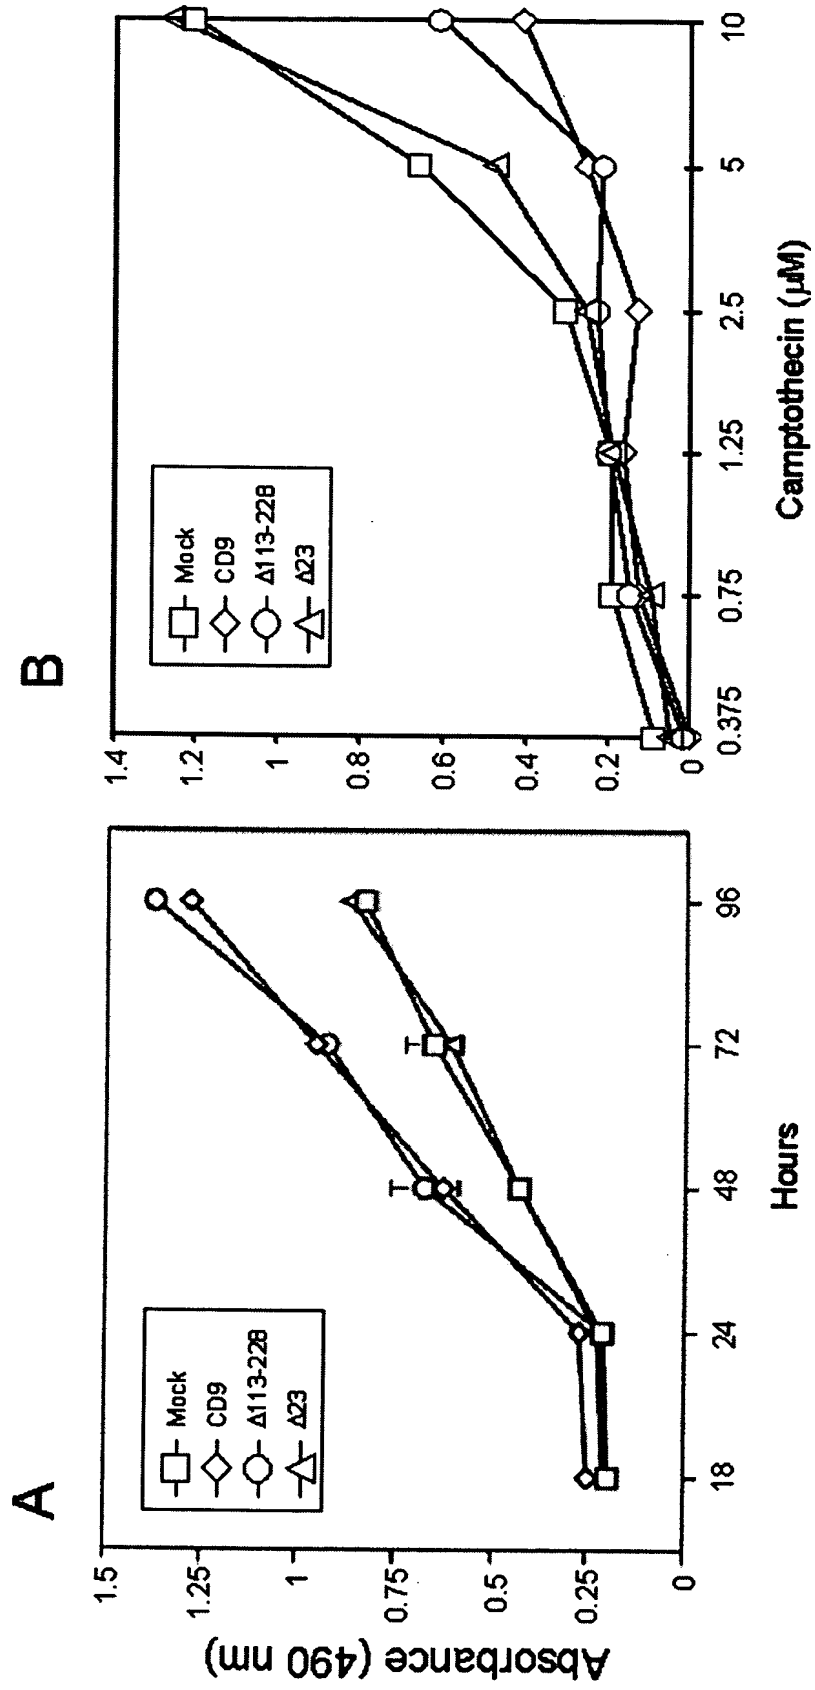 A
Absorbance (490 nm)
1.5
1.25
1
0.75
0.5
0.25
0
Mock
CD9
Δ113-228
Δ23
18
24
48
72
96
Hours
B
1.4
1.2
1
0.8
0.6
0.4
0.2
0
Mock
CD9
Δ113-228
Δ23
0.375
0.75
1.25
2.5
5
10
Camptothecin (μM)